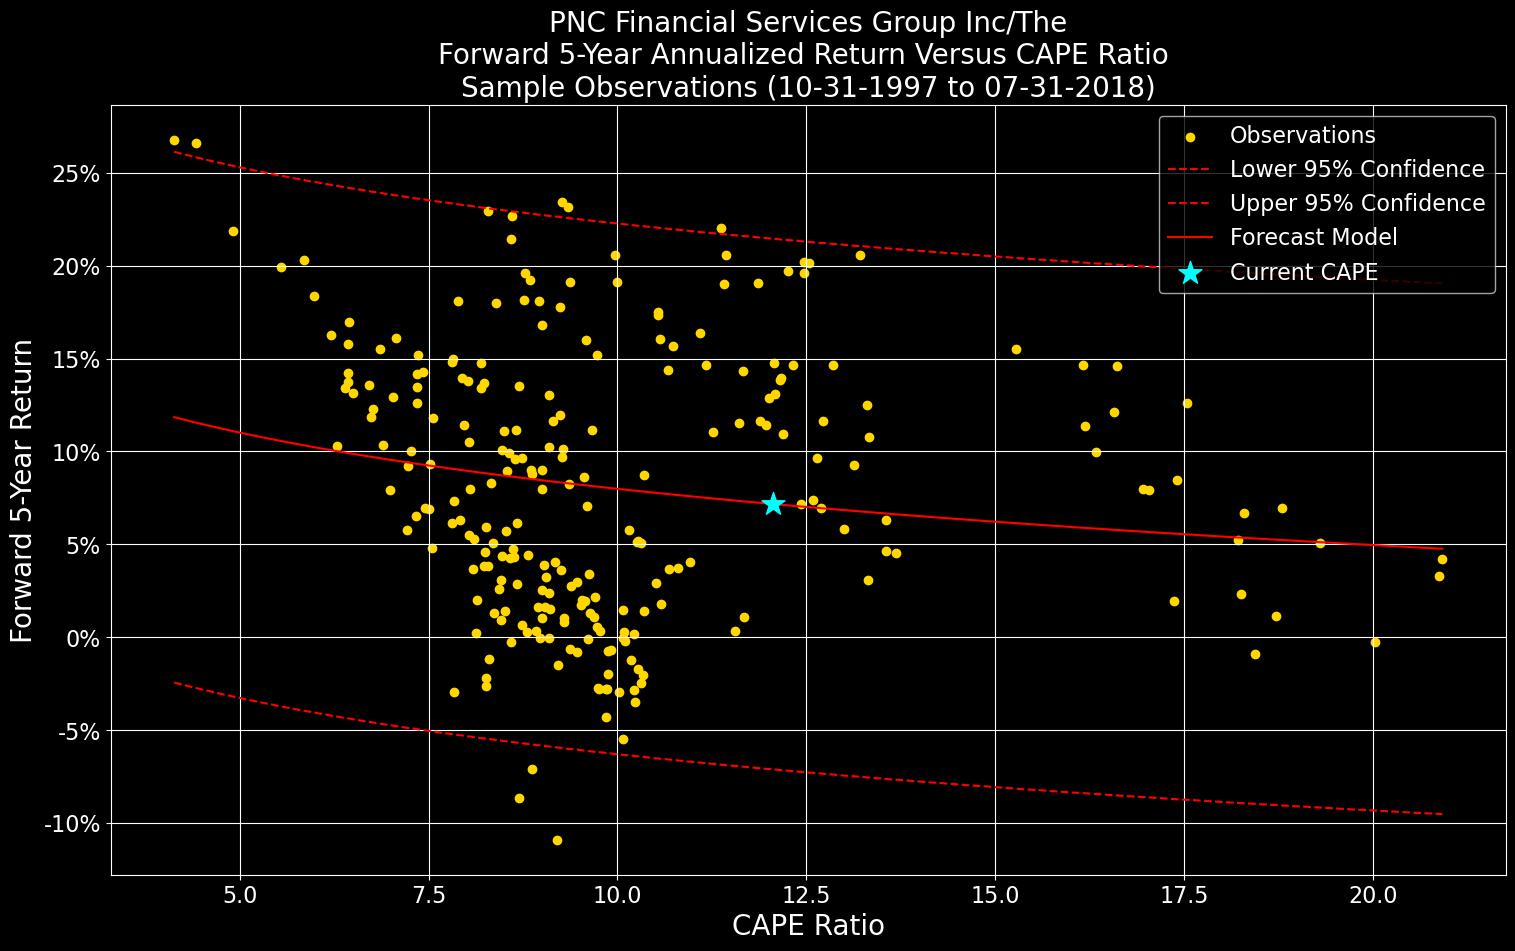 PNC Financial Services Group Inc/The
Forward 5-Year Annualized Return Versus CAPE Ratio
Sample Observations (10-31-1997 to 07-31-2018)
Observations
Lower 95% Confidence
Upper 95% Confidence
Forecast Model
Current CAPE
Forward 5-Year Return
25%
20%
15%
10%
5%
0%
-5%
-10%
5.0 7.5 10.0 12.5 15.0 17.5 20.0
CAPE Ratio